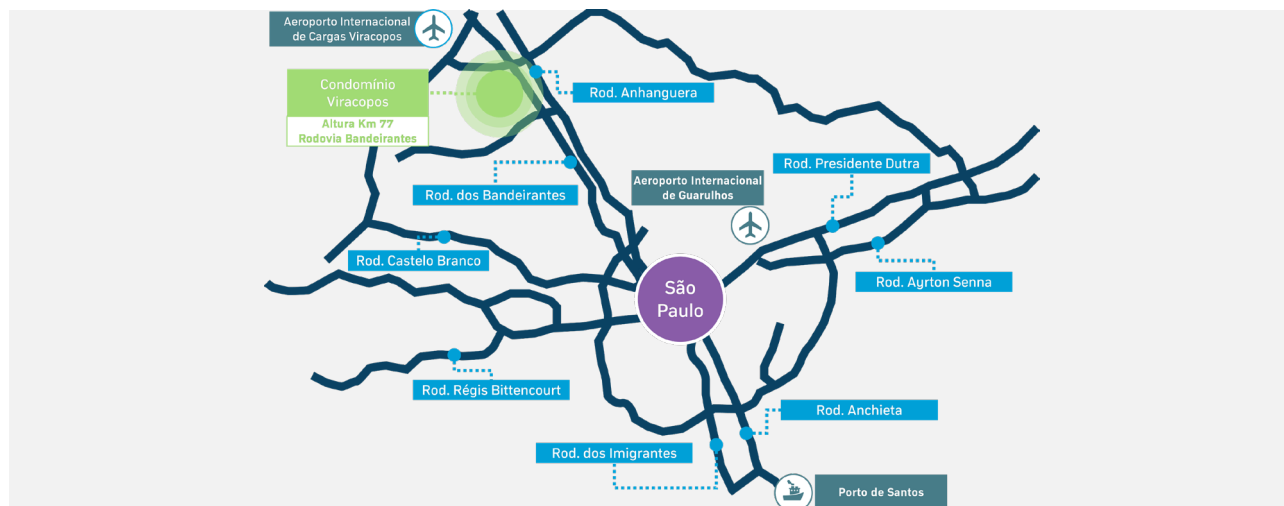 Aeroporto Internacional
de Cargas Viracopos
Condomínio
Viracopos
Altura Km 77
Rodovia Bandeirantes
Rod. Anhanguera
Rod. dos Bandeirantes
Aeroporto Internacional
de Guarulhos
Rod. Presidente Dutra
Rod. Castelo Branco
São
Paulo
Rod. Ayrton Senna
Rod. Régis Bittencourt
Rod. Anchieta
Rod. dos Imigrantes
Porto de Santos